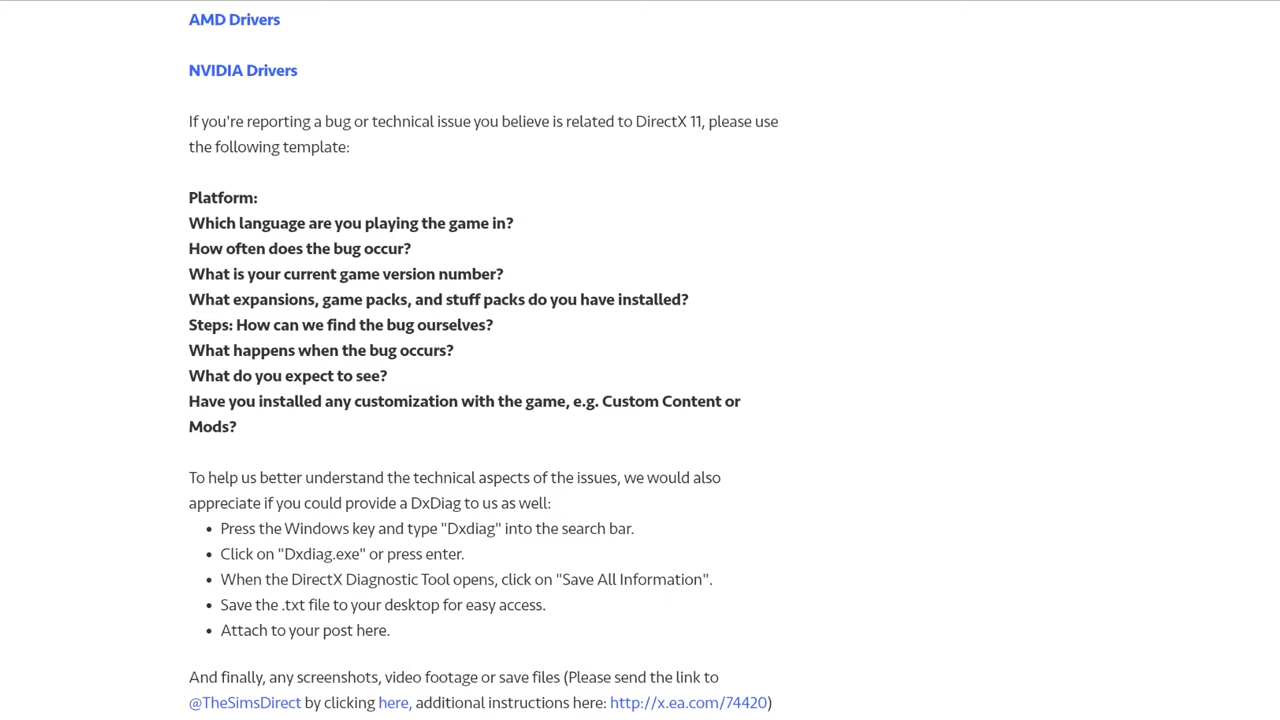 AMD Drivers
NVIDIA Drivers
If you're reporting a bug or technical issue you believe is related to DirectX 11, please use
the following template:
Platform:
Which language are you playing the game in?
How often does the bug occur?
What is your current game version number?
What expansions, game packs, and stuff packs do you have installed?
Steps: How can we find the bug ourselves?
What happens when the bug occurs?
What do you expect to see?
Have you installed any customization with the game, e.g. Custom Content or
Mods?
To help us better understand the technical aspects of the issues, we would also
appreciate if you could provide a DxDiag to us as well:
• Press the Windows key and type "Dxdiag" into the search bar.
• Click on "Dxdiag.exe" or press enter.
• When the DirectX Diagnostic Tool opens, click on "Save All Information".
• Save the .txt file to your desktop for easy access.
• Attach to your post here.
And finally, any screenshots, video footage or save files (Please send the link to
@TheSimsDirect by clicking here, additional instructions here: http://x.ea.com/74420)